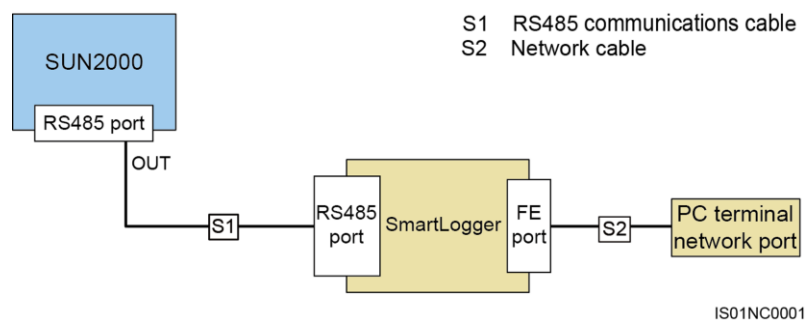 S1 RS485 communications cable
S2 Network cable
SUN2000
RS485 port
OUT
S1
RS485
port
SmartLogger
FE
port
S2
PC terminal
network port
IS01NC0001